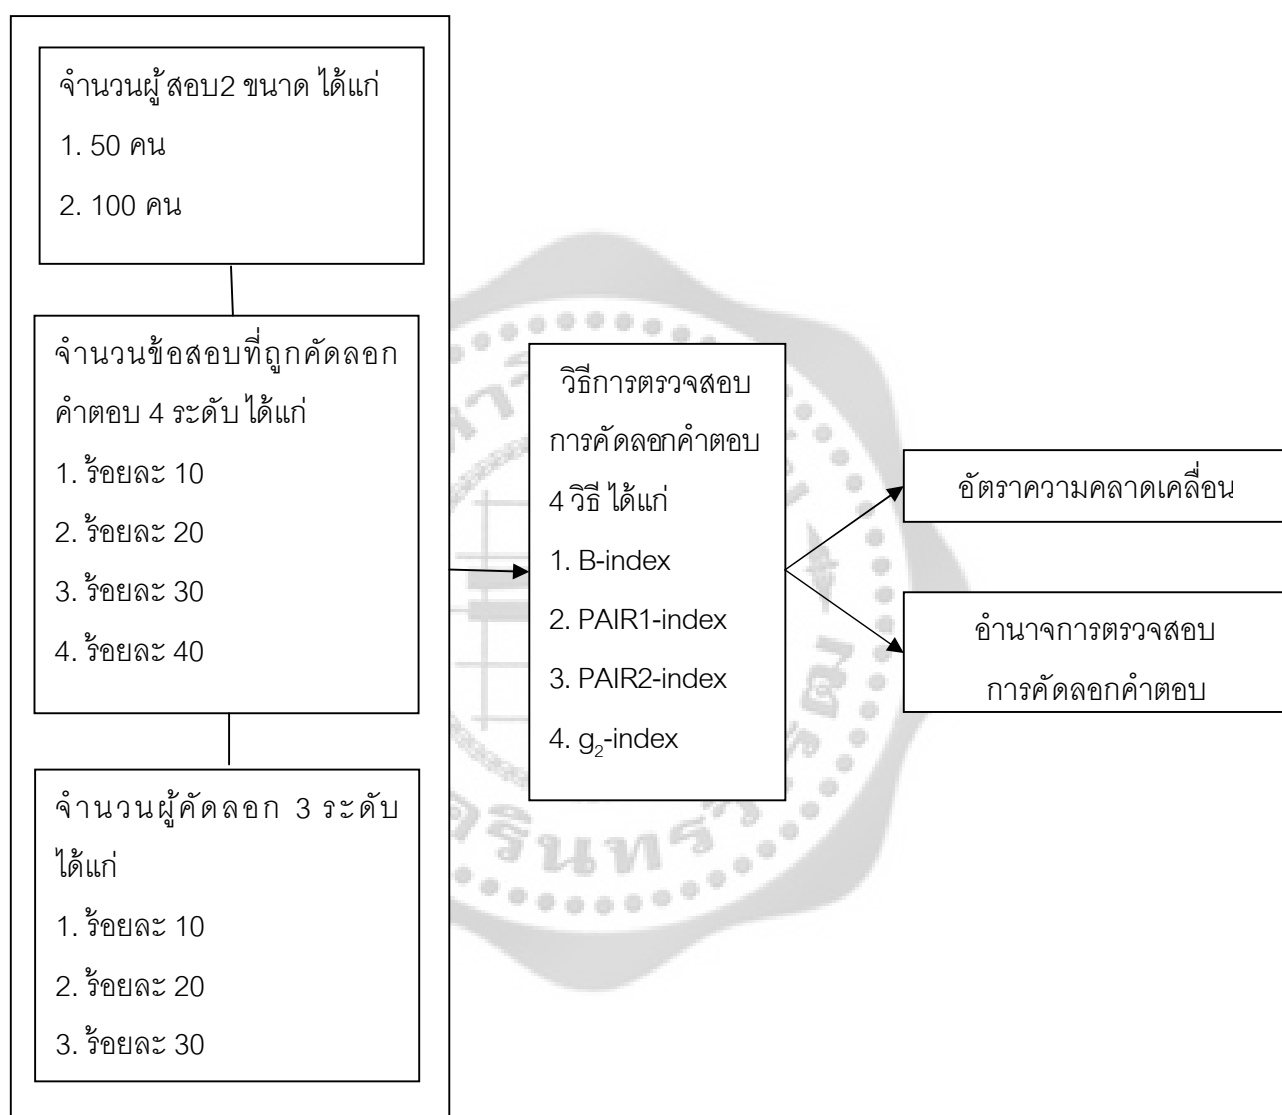 จำนวนผู้สอบ2 ขนาด ได้แก่
1. 50 คน
2. 100 คน
จำนวนข้อสอบที่ถูกคัดลอก
คำตอบ 4 ระดับ ได้แก่
1. ร้อยละ 10
2. ร้อยละ 20
3. ร้อยละ 30
4. ร้อยละ 40
จำนวนผู้คัดลอก 3 ระดับ
ได้แก่
1. ร้อยละ 10
2. ร้อยละ 20
3. ร้อยละ 30
วิธีการตรวจสอบ
การคัดลอกคำตอบ
4 วิธี ได้แก่
1. B-index
2. PAIR1-index
3. PAIR2-index
4. g₂-index
อัตราความคลาดเคลื่อน
อำนาจการตรวจสอบ
การคัดลอกคำตอบ